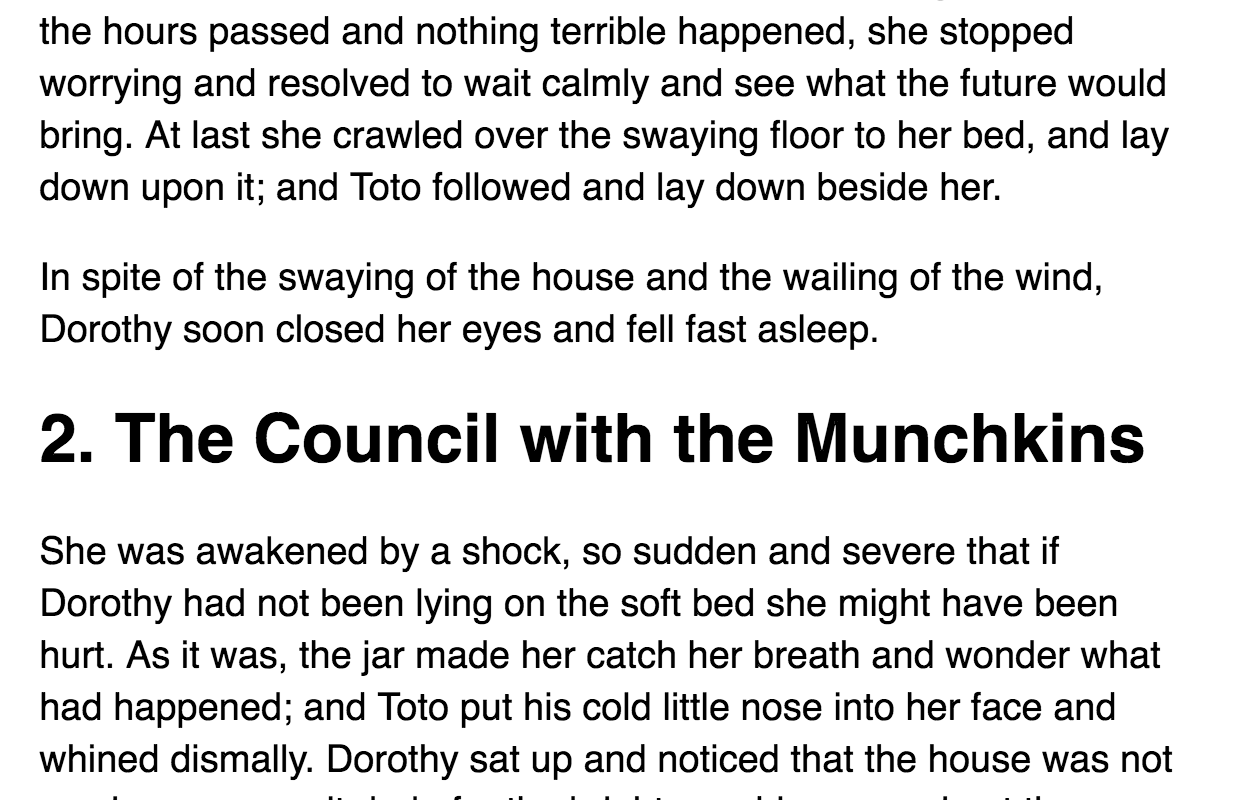 the hours passed and nothing terrible happened, she stopped
worrying and resolved to wait calmly and see what the future would
bring. At last she crawled over the swaying floor to her bed, and lay
down upon it; and Toto followed and lay down beside her.
In spite of the swaying of the house and the wailing of the wind,
Dorothy soon closed her eyes and fell fast asleep.
2. The Council with the Munchkins
She was awakened by a shock, so sudden and severe that if
Dorothy had not been lying on the soft bed she might have been
hurt. As it was, the jar made her catch her breath and wonder what
had happened; and Toto put his cold little nose into her face and
whined dismally. Dorothy sat up and noticed that the house was not